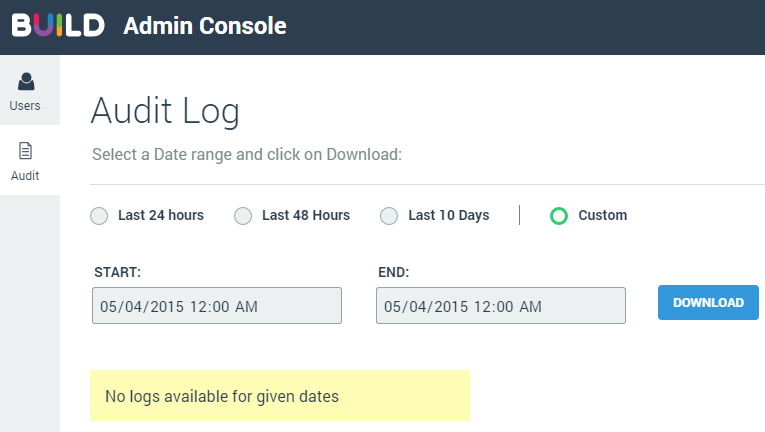 BUILD Admin Console
Users
Audit
Audit Log
Select a Date range and click on Download:
Last 24 hours Last 48 Hours Last 10 Days Custom
START: END:
05/04/2015 12:00 AM 05/04/2015 12:00 AM DOWNLOAD
No logs available for given dates